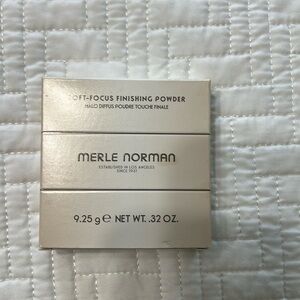 SOFT-FOCUS FINISHING POWDER
HALO DIFFUS POUDRE TOUCHE FINALE
MERLE NORMAN
ESTABLISHED IN LOS ANGELES
SINCE 1931
9.25 g ℮ NET WT. .32 OZ.